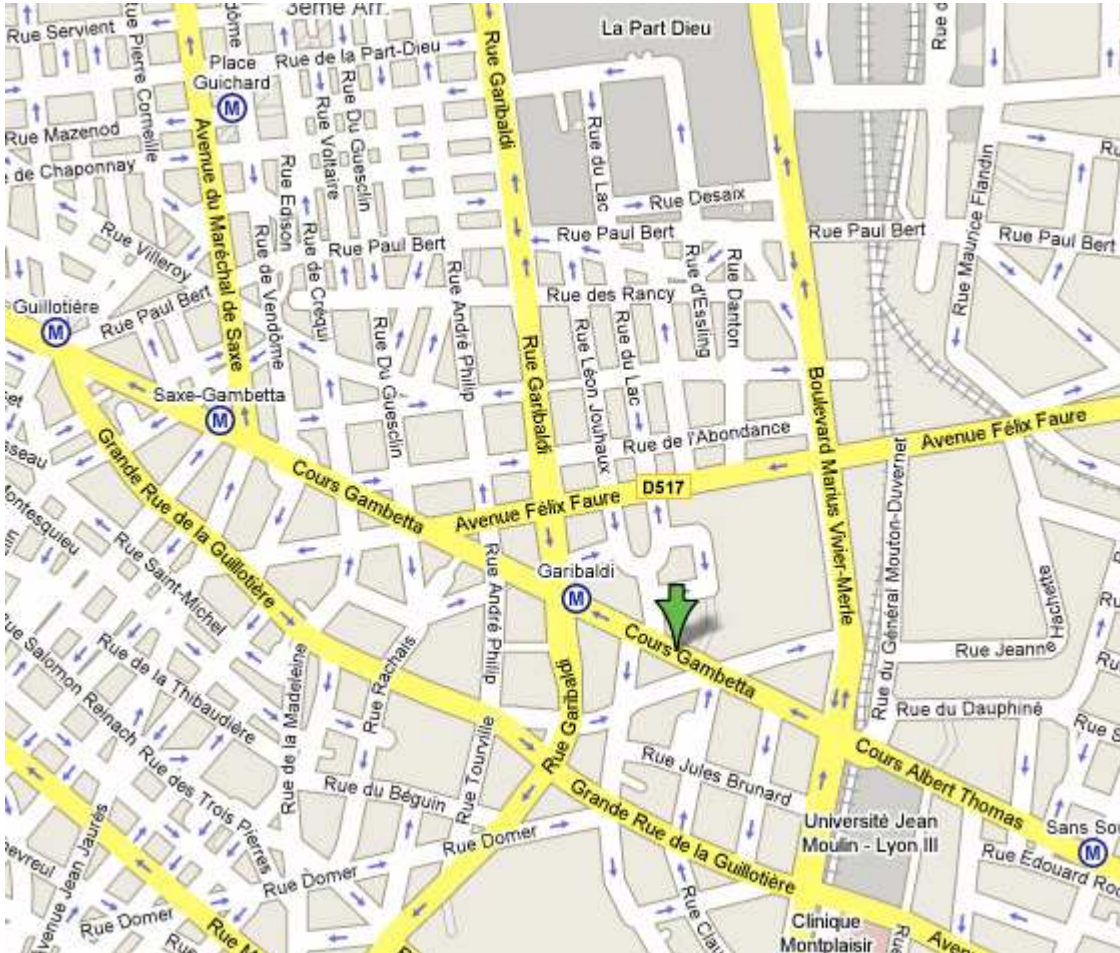 3ème Arr.
La Part Dieu
Rue Servient
Rue Pierre Corneille
Place
Guichard
M
Rue de la Part-Dieu
Rue Garibaldi
Rue Mazenod
de Chaponnay
Avenue du Maréchal de Saxe
Rue Voltaire
Rue Du Guesclin
Rue Edison
Rue du Lac
Rue Desaix
Rue Maurice Flandin
Rue Villeroy
Rue de Vendôme
Rue de Crequi
Rue Paul Bert
Rue Paul Bert
Rue Paul Bert
Rue Paul Bert
Rue Paul Bert
Guillotière
M
Rue André Philip
Rue des Rancy
Rue d'Essling
Rue Danton
Saxe-Gambetta
M
Rue Du Guesclin
Rue Garibaldi
Rue Léon Jouhaux
Rue du Lac
Boulevard Marius Vivier-Merle
Rue de l'Abondance
Avenue Félix Faure
Grande Rue de la Guillotière
Cours Gambetta
Avenue Félix Faure
D517
Rue du Général Mouton-Duvernet
Montesquieu
Rue Saint-Michel
Rue André Philip
Garibaldi
M
Hachette
Rue Jeanne
Cours Gambetta
Rue Salomon Reinach
Rue de la Thibaudière
Rue de la Madeleine
Rue Rachais
Rue Garibaldi
Rue du Dauphiné
Rue Tourville
Rue Jules Brunard
Cours Albert Thomas
Rue des Trois Pierres
Rue du Béguin
Grande Rue de la Guillotière
Université Jean
Moulin - Lyon III
M
Rue Domer
Rue Domer
Rue Domer
Avenue Jean Jaurès
Clinique
Montplaisir